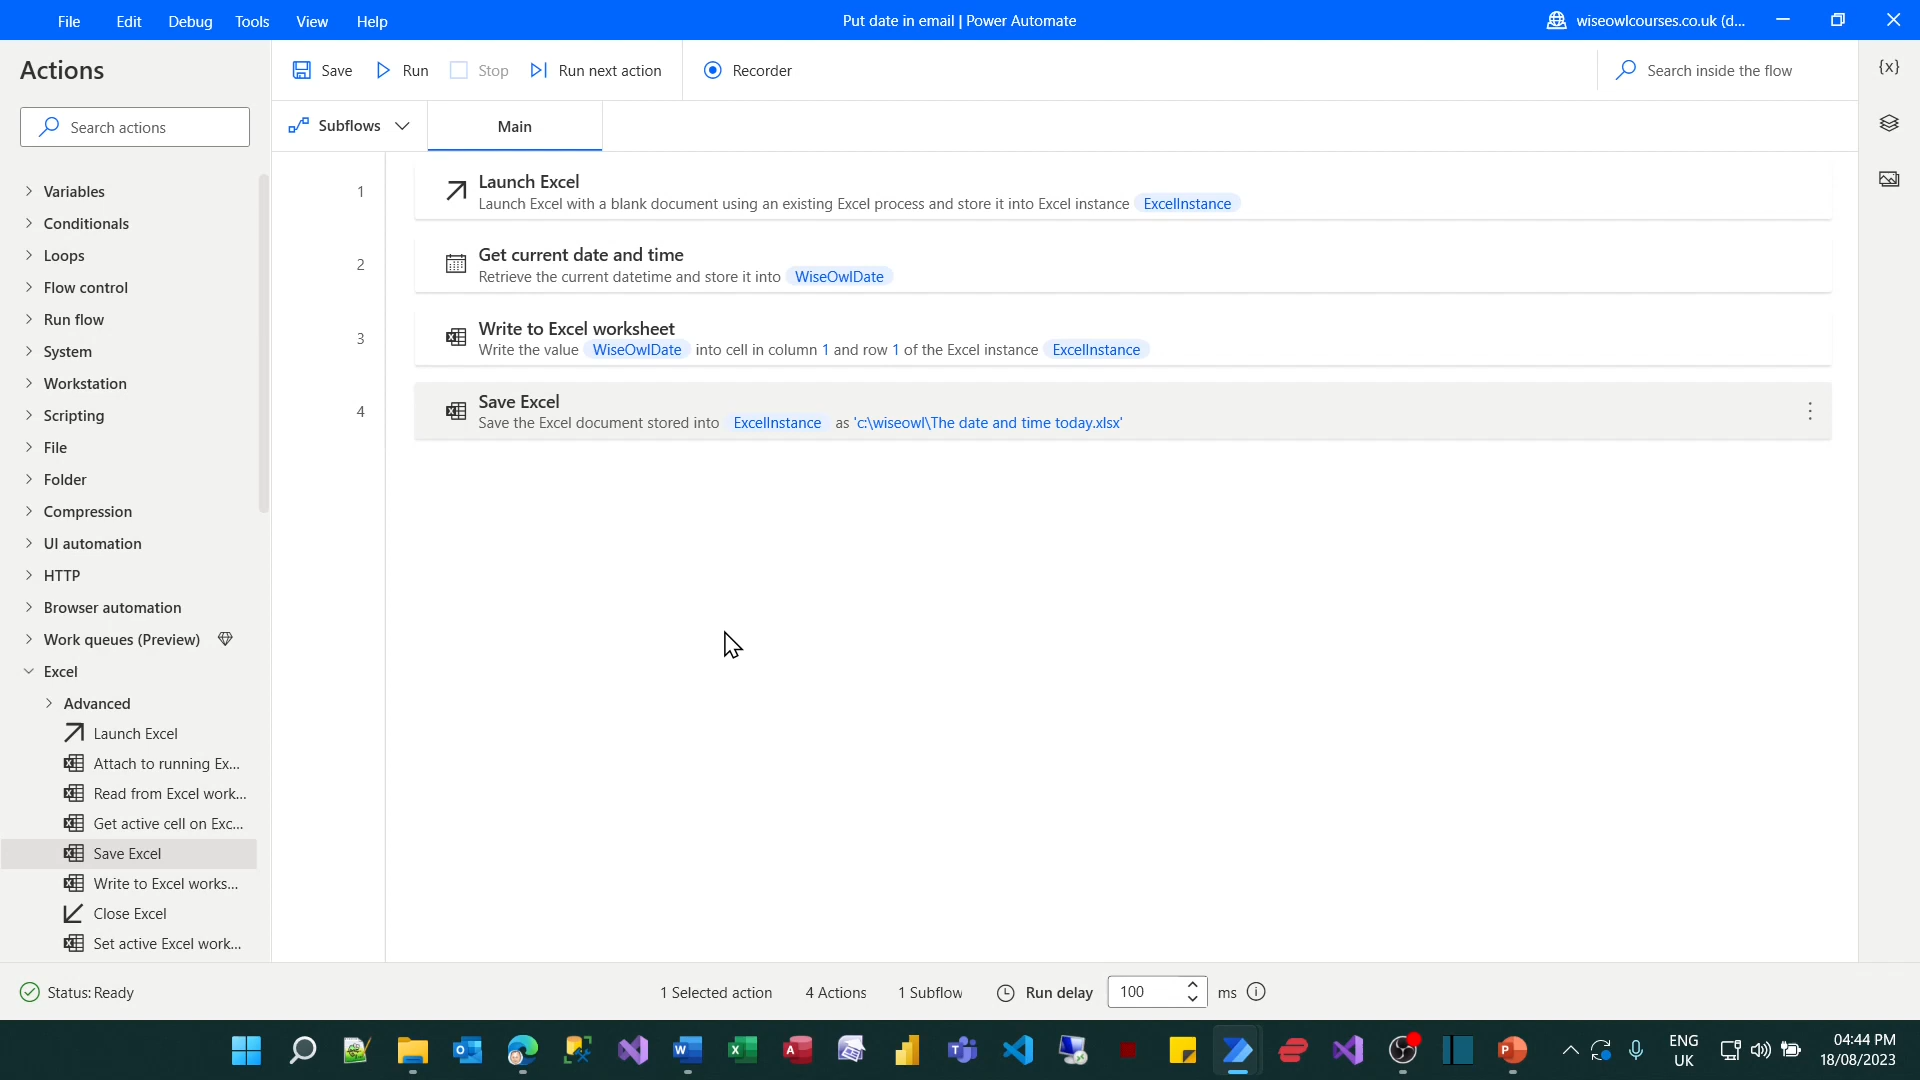 File Edit Debug Tools View Help
Put date in email | Power Automate
wiseowlcourses.co.uk (d...
Actions
Save Run Stop Run next action Recorder
Search inside the flow
{x}
Search actions
Subflows Main
Variables
Conditionals
Loops
Flow control
Run flow
System
Workstation
Scripting
File
Folder
Compression
UI automation
HTTP
Browser automation
Work queues (Preview)
Excel
Advanced
Launch Excel
Attach to running Ex...
Read from Excel work...
Get active cell on Exc...
Save Excel
Write to Excel works...
Close Excel
Set active Excel work...
1
Launch Excel
Launch Excel with a blank document using an existing Excel process and store it into Excel instance ExcelInstance
2
Get current date and time
Retrieve the current datetime and store it into WiseOwlDate
3
Write to Excel worksheet
Write the value WiseOwlDate into cell in column 1 and row 1 of the Excel instance ExcelInstance
4
Save Excel
Save the Excel document stored into ExcelInstance as 'c:\wiseowl\The date and time today.xlsx'
Status: Ready
1 Selected action 4 Actions 1 Subflow Run delay 100 ms
ENG
UK
04:44 PM
18/08/2023